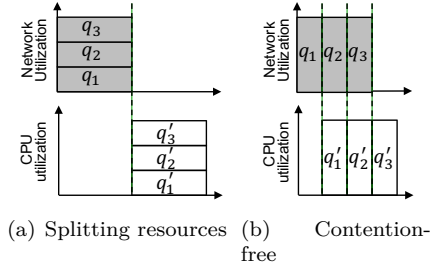 Network
Utilization
q₃
q₂
q₁
CPU
utilization
q′₃
q′₂
q′₁
(a) Splitting resources
Network
Utilization
q₁ q₂ q₃
CPU
utilization
q′₁ q′₂ q′₃
(b) Contention-
free